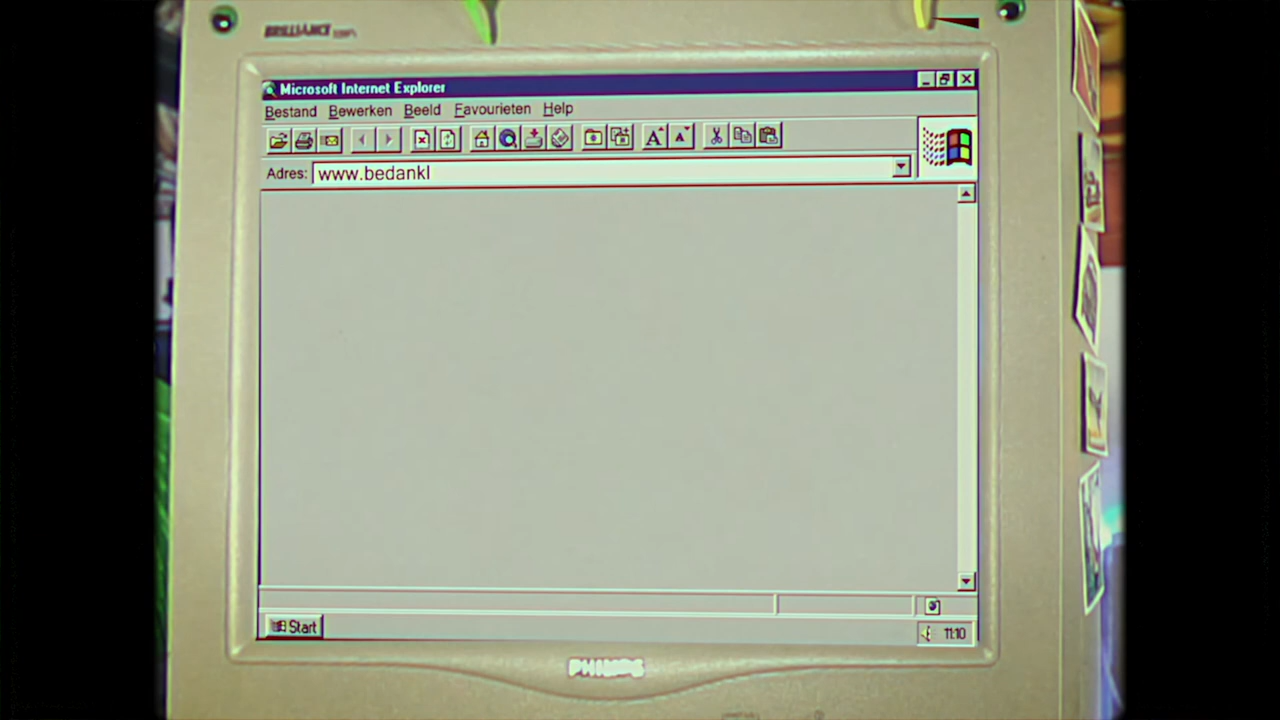 BRILLIANCE
Microsoft Internet Explorer
Bestand Bewerken Beeld Favourieten Help
Adres: www.bedankl
Start
11:10
PHILIPS